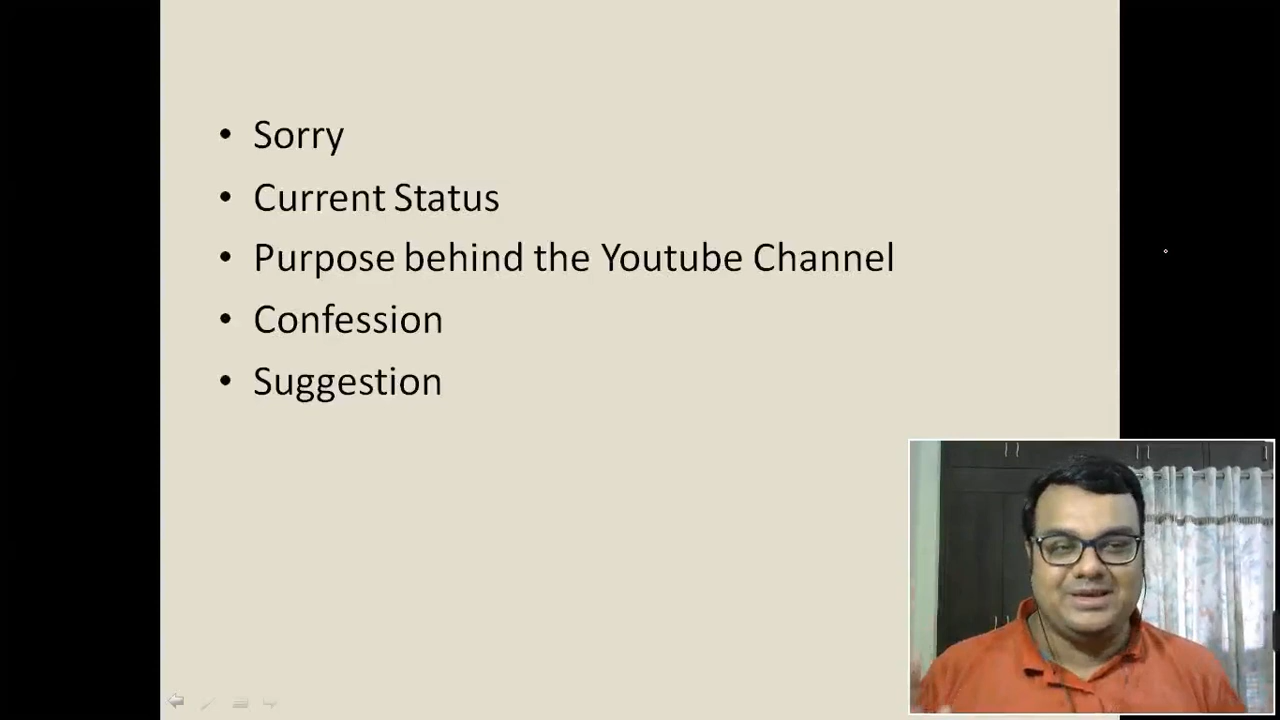 • Sorry
• Current Status
• Purpose behind the Youtube Channel
• Confession
• Suggestion